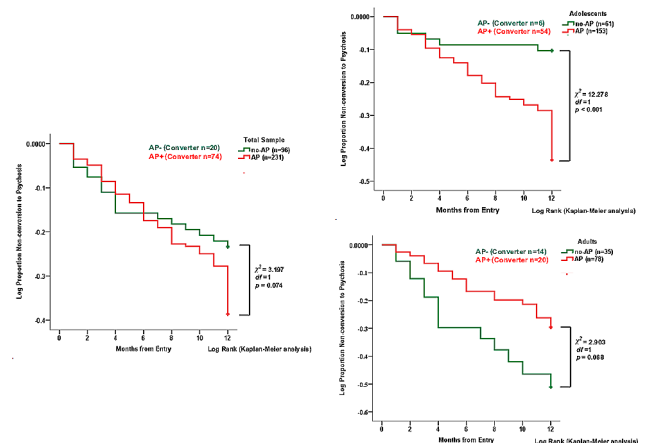 Total Sample
AP- (Converter n=20)
AP+ (Converter n=74)
no-AP (n=96)
AP (n=231)
Log Proportion Non-conversion to Psychosis
0.0000
-0.1
-0.2
-0.3
-0.4
χ² = 3.197
df =1
p = 0.074
0 2 4 6 8 10 12
Months from Entry
Log Rank (Kaplan-Meier analysis)
Adolescents
AP- (Converter n=6)
AP+ (Converter n=54)
no-AP (n=61)
AP (n=153)
Log Proportion Non-conversion to Psychosis
0.0000
-0.1
-0.2
-0.3
-0.4
-0.5
χ² = 12.278
df =1
p < 0.001
0 2 4 6 8 10 12
Months from Entry
Log Rank (Kaplan-Meier analysis)
Adults
AP- (Converter n=14)
AP+ (Converter n=20)
no-AP (n=35)
AP (n=78)
Log Proportion Non-conversion to Psychosis
0.0000
-0.1
-0.2
-0.3
-0.4
-0.5
-0.6
χ² = 2.903
df =1
p = 0.088
0 2 4 6 8 10 12
Months from Entry
Log Rank (Kaplan-Meier analysis)